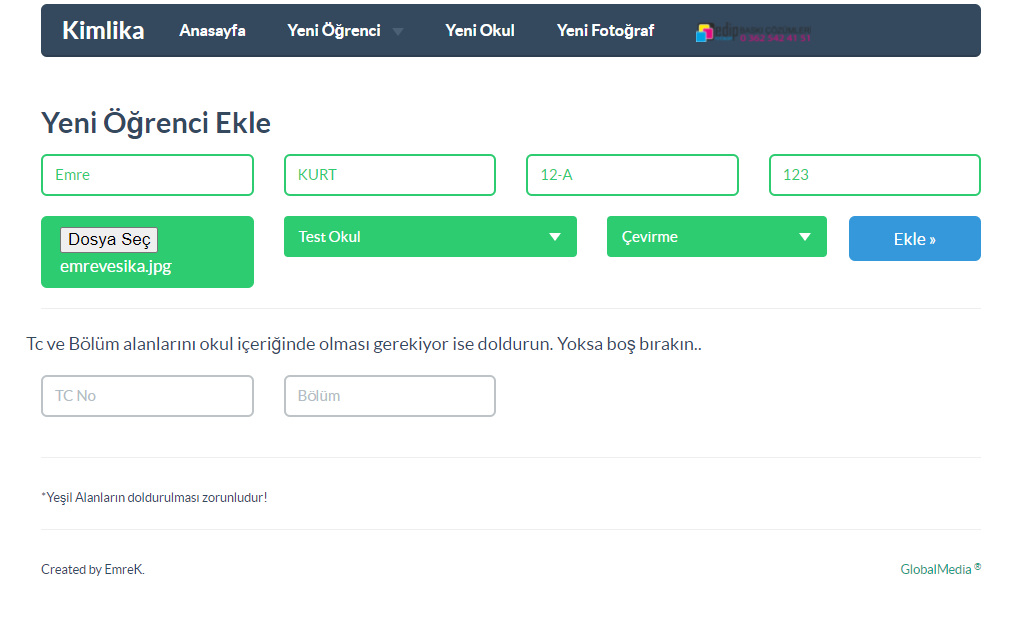 Kimlika Anasayfa Yeni Öğrenci Yeni Okul Yeni Fotoğraf
Yeni Öğrenci Ekle
Emre KURT 12-A 123
Dosya Seç
emrevesika.jpg
Test Okul Çevirme Ekle »
Tc ve Bölüm alanlarını okul içeriğinde olması gerekiyor ise doldurun. Yoksa boş bırakın..
TC No Bölüm
*Yeşil Alanların doldurulması zorunludur!
Created by EmreK. GlobalMedia ®